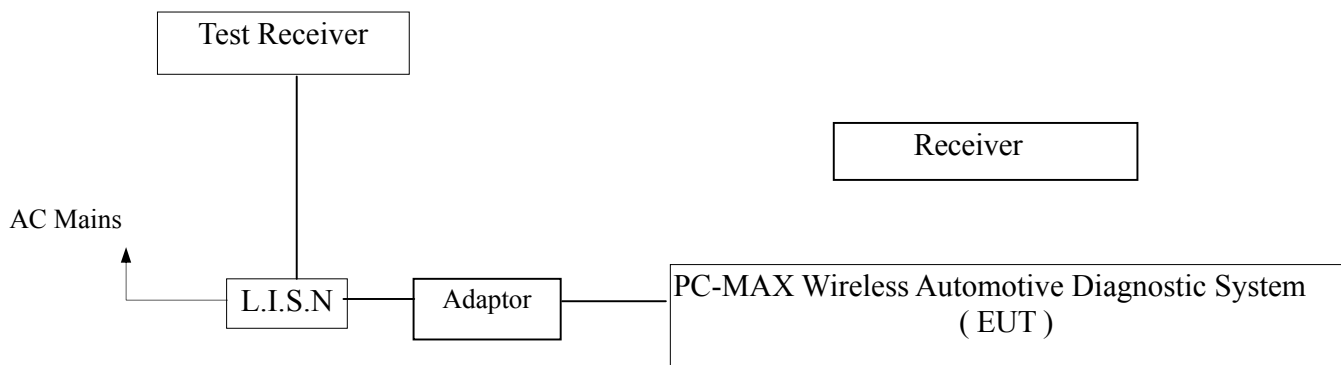 Test Receiver
Receiver
AC Mains
L.I.S.N
Adaptor
PC-MAX Wireless Automotive Diagnostic System
( EUT )